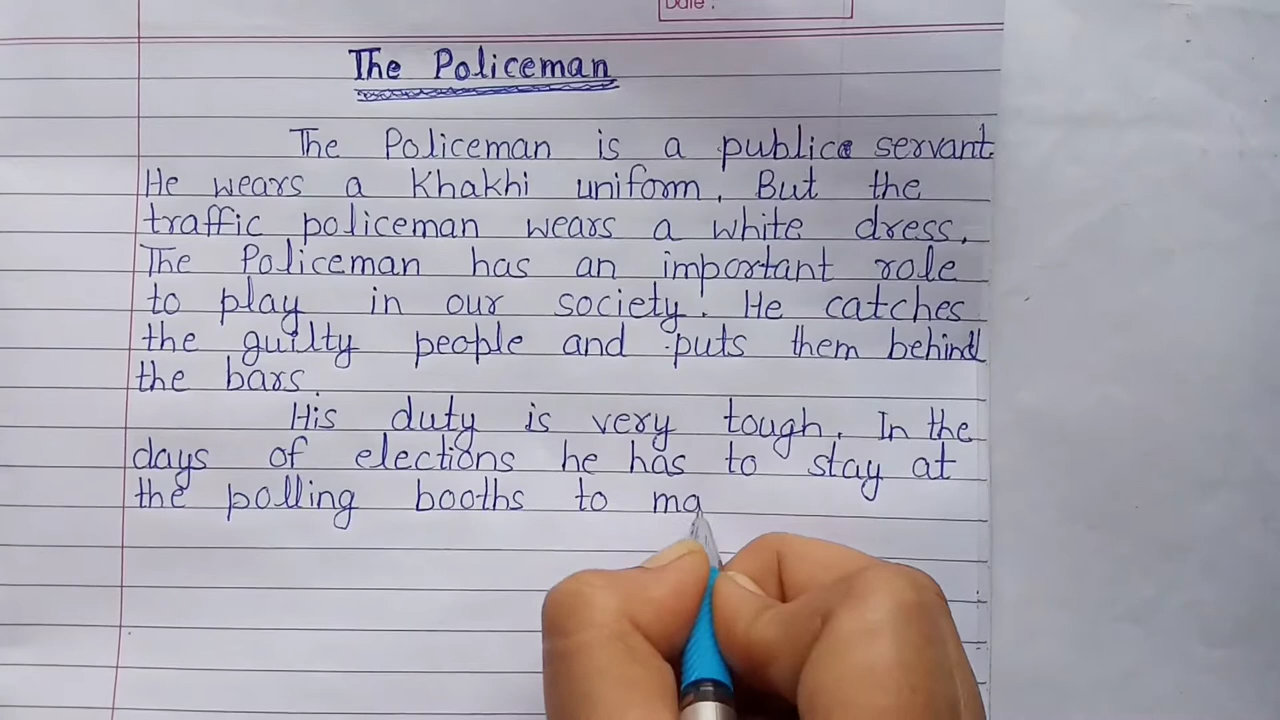 Date :
The Policeman
The Policeman is a public servant.
He wears a Khakhi uniform. But the
traffic policeman wears a white dress.
The Policeman has an important role
to play in our society. He catches
the guilty people and puts them behind
the bars.
His duty is very tough. In the
days of elections he has to stay at
the polling booths to ma